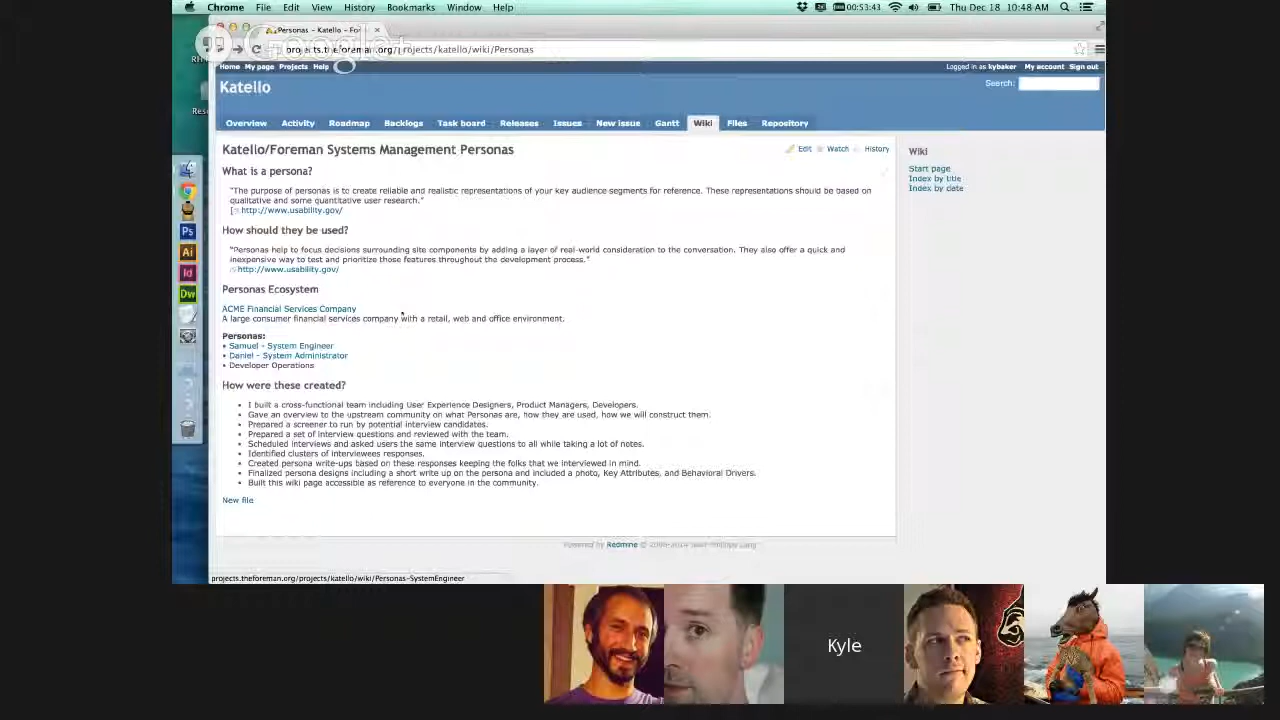 Chrome File Edit View History Bookmarks Window Help 00:53:43 Thu Dec 18 10:48 AM
Personas - Katello - For
Google+
projects.theforeman.org/projects/katello/wiki/Personas
Home My page Projects Help Logged in as kybaker My account Sign out
Katello
Search:
Overview Activity Roadmap Backlogs Task board Releases Issues New issue Gantt Wiki Files Repository
Katello/Foreman Systems Management Personas
Edit Watch History
Wiki
Start page
Index by title
Index by date
What is a persona?
"The purpose of personas is to create reliable and realistic representations of your key audience segments for reference. These representations should be based on
qualitative and some quantitative user research."
[http://www.usability.gov/
How should they be used?
"Personas help to focus decisions surrounding site components by adding a layer of real-world consideration to the conversation. They also offer a quick and
inexpensive way to test and prioritize those features throughout the development process."
http://www.usability.gov/
Personas Ecosystem
ACME Financial Services Company
A large consumer financial services company with a retail, web and office environment.
Personas:
• Samuel - System Engineer
• Daniel - System Administrator
• Developer Operations
How were these created?
• I built a cross-functional team including User Experience Designers, Product Managers, Developers.
• Gave an overview to the upstream community on what Personas are, how they are used, how we will construct them.
• Prepared a screener to run by potential interview candidates.
• Prepared a set of interview questions and reviewed with the team.
• Scheduled interviews and asked users the same interview questions to all while taking a lot of notes.
• Identified clusters of interviewees responses.
• Created persona write-ups based on these responses keeping the folks that we interviewed in mind.
• Finalized persona designs including a short write up on the persona and included a photo, Key Attributes, and Behavioral Drivers.
• Built this wiki page accessible as reference to everyone in the community.
New file
Powered by Redmine © 2006-2014 Jean-Philippe Lang
projects.theforeman.org/projects/katello/wiki/Personas-SystemEngineer
Ps
Ai
Id
Dw
Kyle